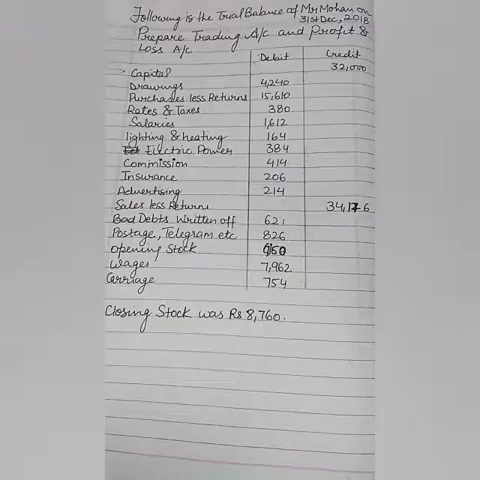 Following is the Trial Balance of Mr Mohan on
31st Dec, 2018
Prepare Trading A/c and Profit &
Loss A/c
Debit Credit
Capital 32,000
Drawings 4,240
Purchases less Returns 15,610
Rates & Taxes 380
Salaries 1,612
lighting & heating 164
Electric Power 384
Commission 414
Insurance 206
Advertising 214
Sales less Returns 34,176
Bad Debts Written off 621
Postage, Telegram etc 826
Opening Stock
Wages 7,962
Carriage 754
Closing Stock was Rs 8,760.